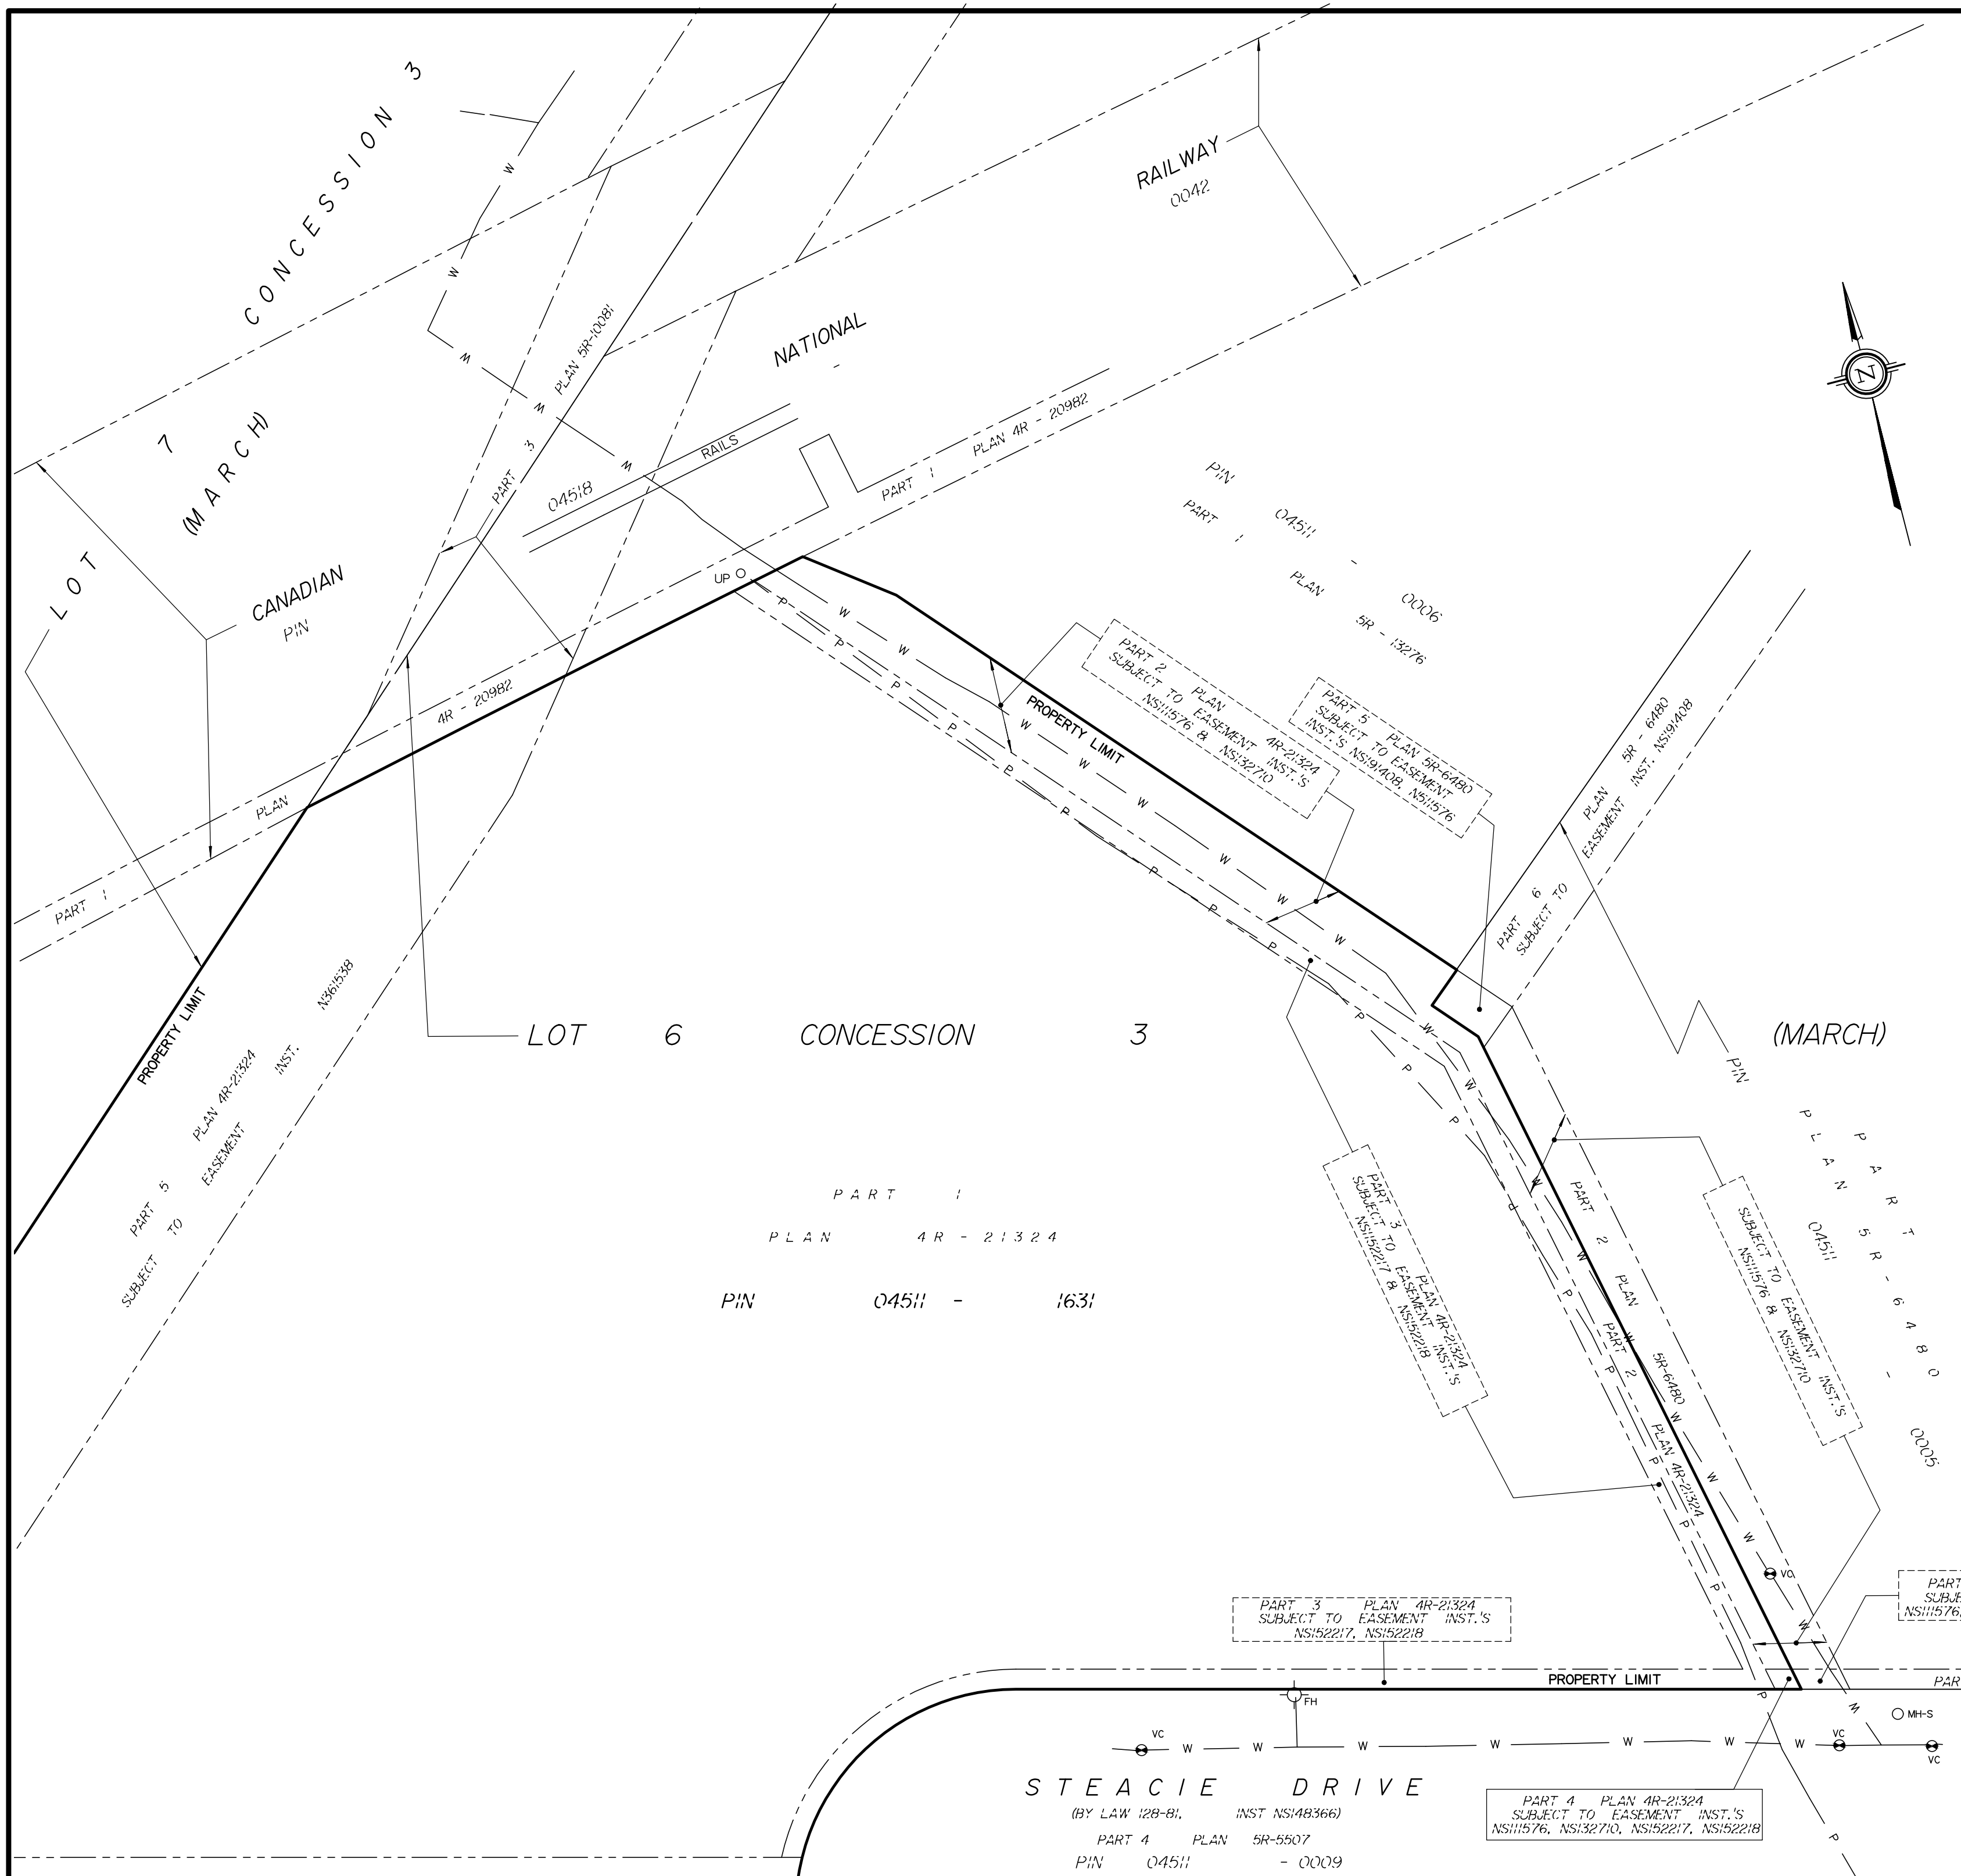 CONCESSION 3
LOT 7
(MARCH)
CANADIAN NATIONAL RAILWAY
PIN 04518 - 0042
PART 3 PLAN 5R-10081
RAILS
PART 1 PLAN 4R - 20982
PART 1 PLAN 4R - 20982
UP
N
PIN 04511 - 0006
PART 1 PLAN 5R - 13276
PART 2 PLAN 4R-21324
SUBJECT TO EASEMENT INST.'S
NS111576 & NS132710
PART 5 PLAN 5R-6480
SUBJECT TO EASEMENT
INST.'S NS191408, NS111576
PART 6 PLAN 5R - 6480
SUBJECT TO EASEMENT INST. NS191408
PROPERTY LIMIT
PROPERTY LIMIT
PART 5 PLAN 4R-21324
SUBJECT TO EASEMENT INST. N361538
LOT 6 CONCESSION 3 (MARCH)
PART 1
PLAN 4R - 21324
PIN 04511 - 1631
PART 3 PLAN 4R-21324
SUBJECT TO EASEMENT INST.'S
NS152217 & NS152218
PART 2 PLAN 5R-6480
PART 2 PLAN 4R-21324
SUBJECT TO EASEMENT INST.'S
NS111576 & NS132710
PIN 04511 - 0005
PART
PLAN 5R-6480
PART 3 PLAN 4R-21324
SUBJECT TO EASEMENT INST.'S
NS152217, NS152218
PART
SUBJE
NS111576,
PROPERTY LIMIT
PAR
FH
VC
VC
VC
VC
MH-S
W W W W W W W
P P P P P P P
STEACIE DRIVE
(BY LAW 128-81, INST NS148366)
PART 4 PLAN 5R-5507
PIN 04511 - 0009
PART 4 PLAN 4R-21324
SUBJECT TO EASEMENT INST.'S
NS111576, NS132710, NS152217, NS152218